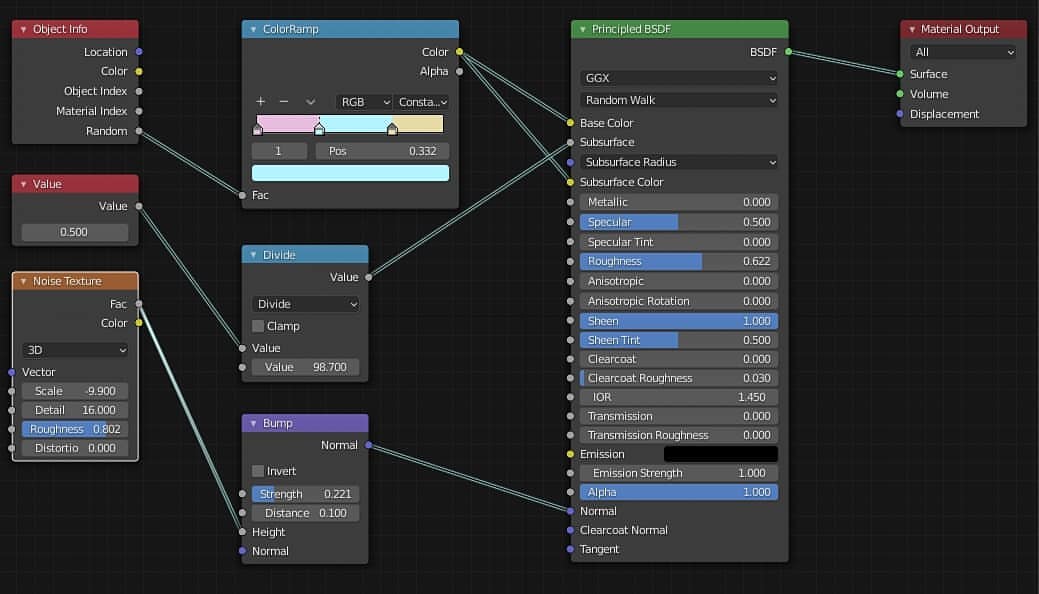 Object Info
Location
Color
Object Index
Material Index
Random
Value
Value
0.500
Noise Texture
Fac
Color
3D
Vector
Scale -9.900
Detail 16.000
Roughness 0.802
Distortio 0.000
ColorRamp
Color
Alpha
+ − RGB Consta...
1 Pos 0.332
Fac
Divide
Value
Divide
Clamp
Value
Value 98.700
Bump
Normal
Invert
Strength 0.221
Distance 0.100
Height
Normal
Principled BSDF
BSDF
GGX
Random Walk
Base Color
Subsurface
Subsurface Radius
Subsurface Color
Metallic 0.000
Specular 0.500
Specular Tint 0.000
Roughness 0.622
Anisotropic 0.000
Anisotropic Rotation 0.000
Sheen 1.000
Sheen Tint 0.500
Clearcoat 0.000
Clearcoat Roughness 0.030
IOR 1.450
Transmission 0.000
Transmission Roughness 0.000
Emission
Emission Strength 1.000
Alpha 1.000
Normal
Clearcoat Normal
Tangent
Material Output
All
Surface
Volume
Displacement